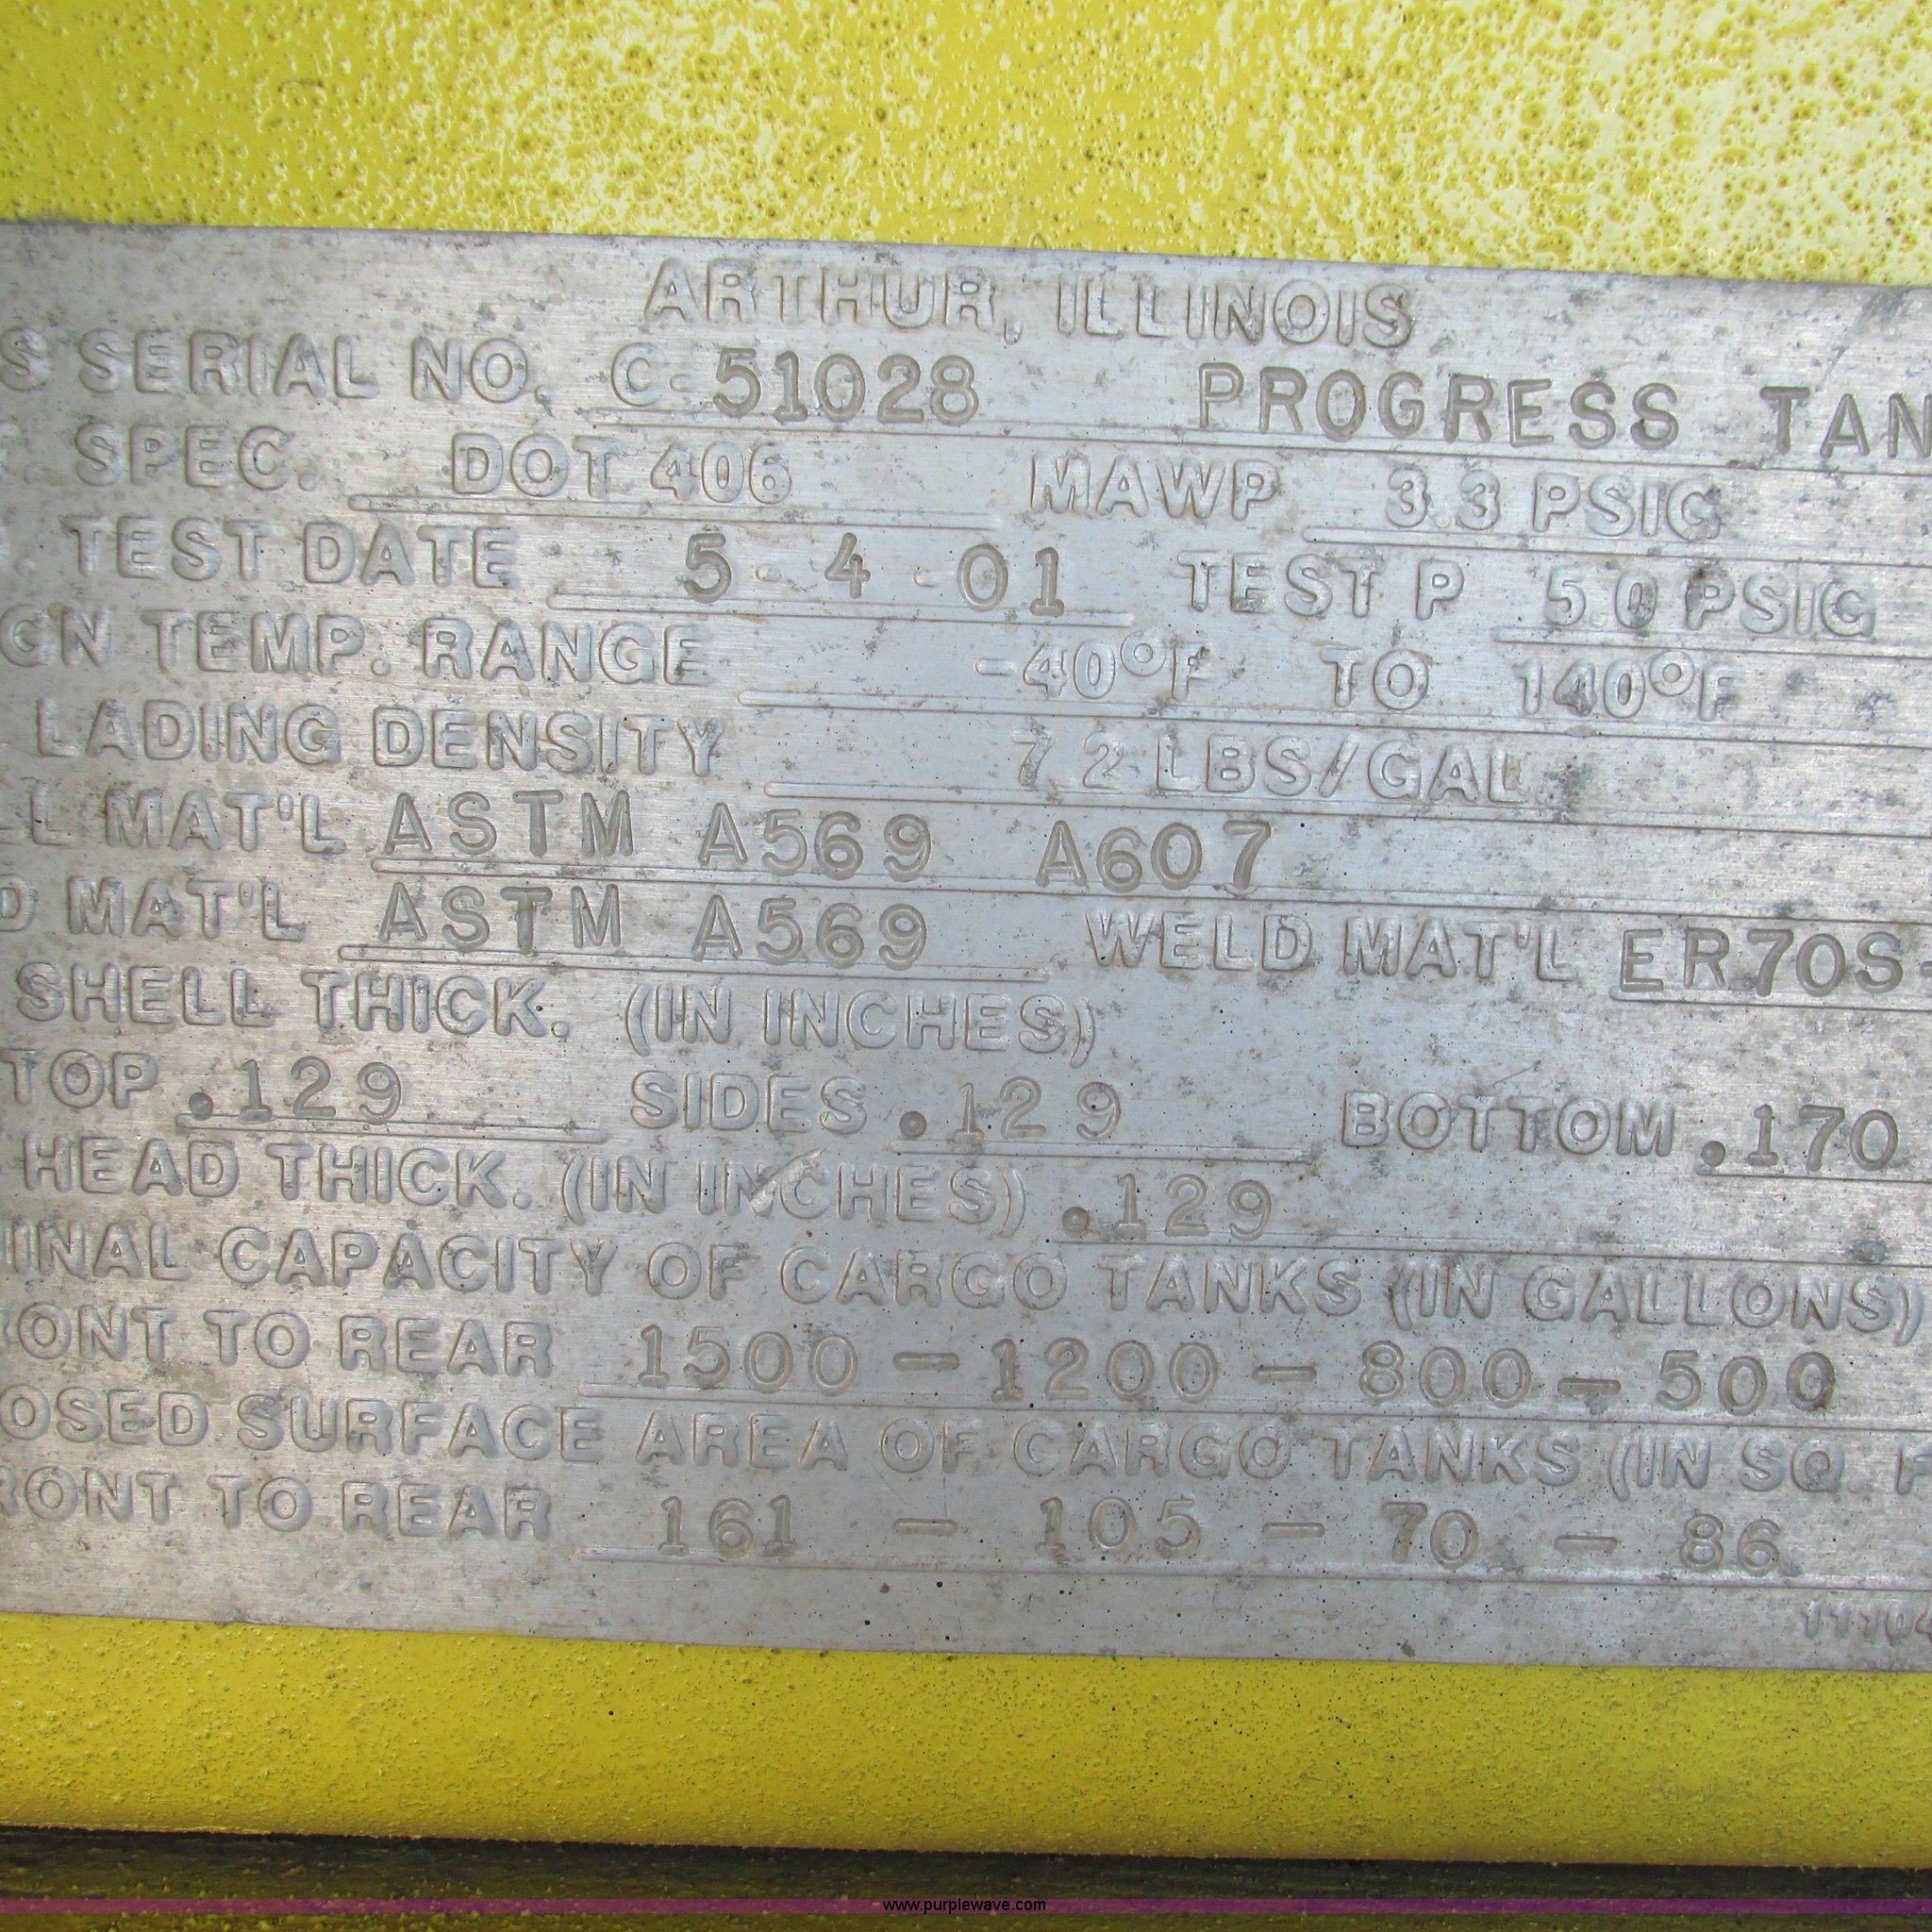 ARTHUR, ILLINOIS
S SERIAL NO. C-51028 PROGRESS TAN
. SPEC. DOT 406 MAWP 3.3 PSIG
. TEST DATE 5-4-01 TEST P 5.0 PSIG
GN TEMP. RANGE -40°F TO 140°F
LADING DENSITY 7.2 LBS/GAL
LL MAT'L ASTM A569 A607
D MAT'L ASTM A569 WELD MAT'L ER70S-
SHELL THICK. (IN INCHES)
TOP .129 SIDES .129 BOTTOM .170
HEAD THICK. (IN INCHES) .129
INAL CAPACITY OF CARGO TANKS (IN GALLONS)
ONT TO REAR 1500 - 1200 - 800 - 500
OSED SURFACE AREA OF CARGO TANKS (IN SQ. F
RONT TO REAR 161 - 105 - 70 - 86
www.purplewave.com